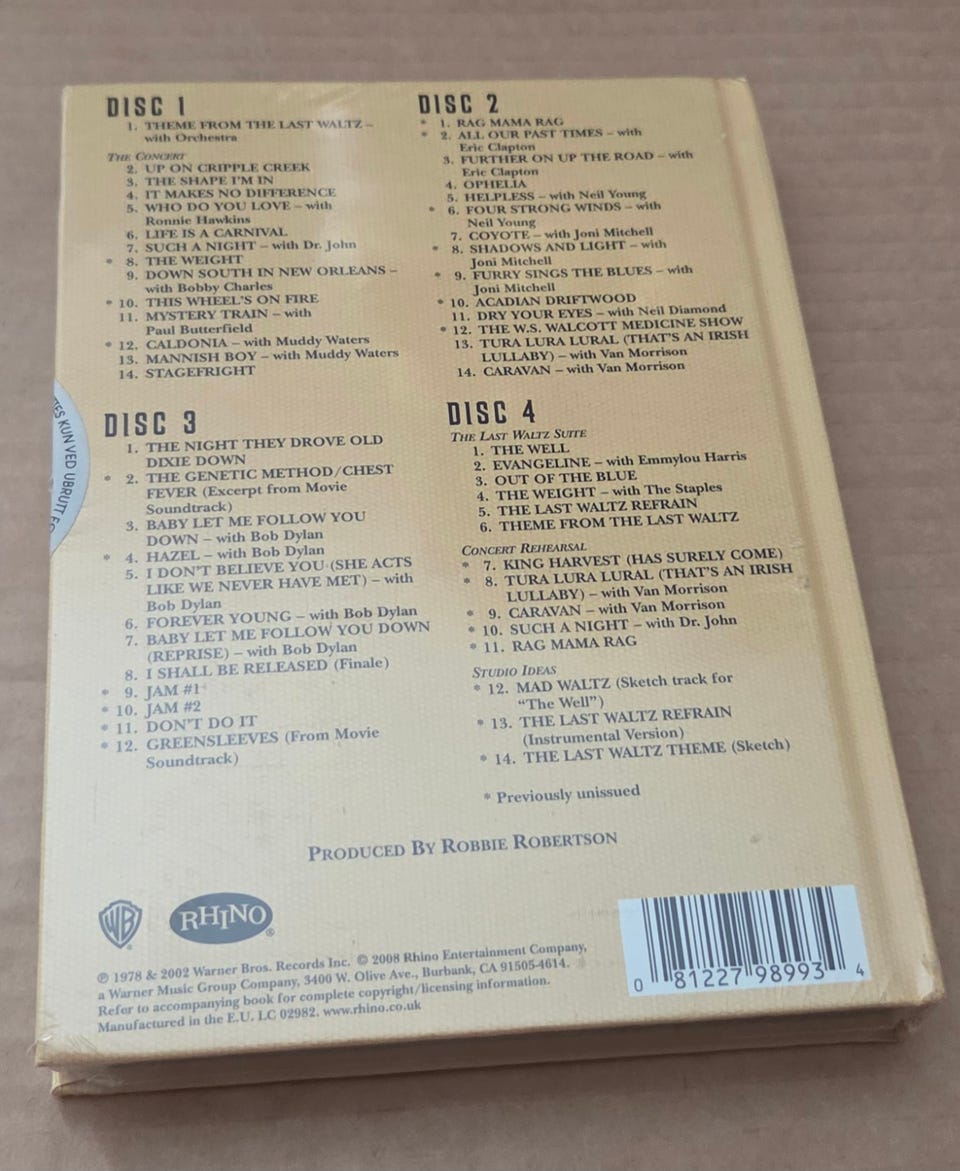 DISC 1
1. THEME FROM THE LAST WALTZ –
with Orchestra
THE CONCERT
2. UP ON CRIPPLE CREEK
3. THE SHAPE I'M IN
4. IT MAKES NO DIFFERENCE
5. WHO DO YOU LOVE – with
Ronnie Hawkins
6. LIFE IS A CARNIVAL
7. SUCH A NIGHT – with Dr. John
* 8. THE WEIGHT
9. DOWN SOUTH IN NEW ORLEANS –
with Bobby Charles
* 10. THIS WHEEL'S ON FIRE
11. MYSTERY TRAIN – with
Paul Butterfield
* 12. CALDONIA – with Muddy Waters
13. MANNISH BOY – with Muddy Waters
14. STAGEFRIGHT
DISC 2
* 1. RAG MAMA RAG
* 2. ALL OUR PAST TIMES – with
Eric Clapton
3. FURTHER ON UP THE ROAD – with
Eric Clapton
4. OPHELIA
5. HELPLESS – with Neil Young
* 6. FOUR STRONG WINDS – with
Neil Young
7. COYOTE – with Joni Mitchell
* 8. SHADOWS AND LIGHT – with
Joni Mitchell
* 9. FURRY SINGS THE BLUES – with
Joni Mitchell
* 10. ACADIAN DRIFTWOOD
11. DRY YOUR EYES – with Neil Diamond
* 12. THE W.S. WALCOTT MEDICINE SHOW
13. TURA LURA LURAL (THAT'S AN IRISH
LULLABY) – with Van Morrison
14. CARAVAN – with Van Morrison
DISC 3
1. THE NIGHT THEY DROVE OLD
DIXIE DOWN
* 2. THE GENETIC METHOD/CHEST
FEVER (Excerpt from Movie
Soundtrack)
3. BABY LET ME FOLLOW YOU
DOWN – with Bob Dylan
* 4. HAZEL – with Bob Dylan
5. I DON'T BELIEVE YOU (SHE ACTS
LIKE WE NEVER HAVE MET) – with
Bob Dylan
6. FOREVER YOUNG – with Bob Dylan
7. BABY LET ME FOLLOW YOU DOWN
(REPRISE) – with Bob Dylan
8. I SHALL BE RELEASED (Finale)
* 9. JAM #1
* 10. JAM #2
* 11. DON'T DO IT
* 12. GREENSLEEVES (From Movie
Soundtrack)
DISC 4
THE LAST WALTZ SUITE
1. THE WELL
2. EVANGELINE – with Emmylou Harris
3. OUT OF THE BLUE
4. THE WEIGHT – with The Staples
5. THE LAST WALTZ REFRAIN
6. THEME FROM THE LAST WALTZ
CONCERT REHEARSAL
* 7. KING HARVEST (HAS SURELY COME)
* 8. TURA LURA LURAL (THAT'S AN IRISH
LULLABY) – with Van Morrison
* 9. CARAVAN – with Van Morrison
* 10. SUCH A NIGHT – with Dr. John
* 11. RAG MAMA RAG
STUDIO IDEAS
* 12. MAD WALTZ (Sketch track for
"The Well")
* 13. THE LAST WALTZ REFRAIN
(Instrumental Version)
* 14. THE LAST WALTZ THEME (Sketch)
* Previously unissued
KUN VED UBRUTT
PRODUCED BY ROBBIE ROBERTSON
WB
RHINO®
℗ 1978 & 2002 Warner Bros. Records Inc. © 2008 Rhino Entertainment Company,
a Warner Music Group Company, 3400 W. Olive Ave., Burbank, CA 91505-4614.
Refer to accompanying book for complete copyright/licensing information.
Manufactured in the E.U. LC 02982. www.rhino.co.uk
0 81227 98993 4